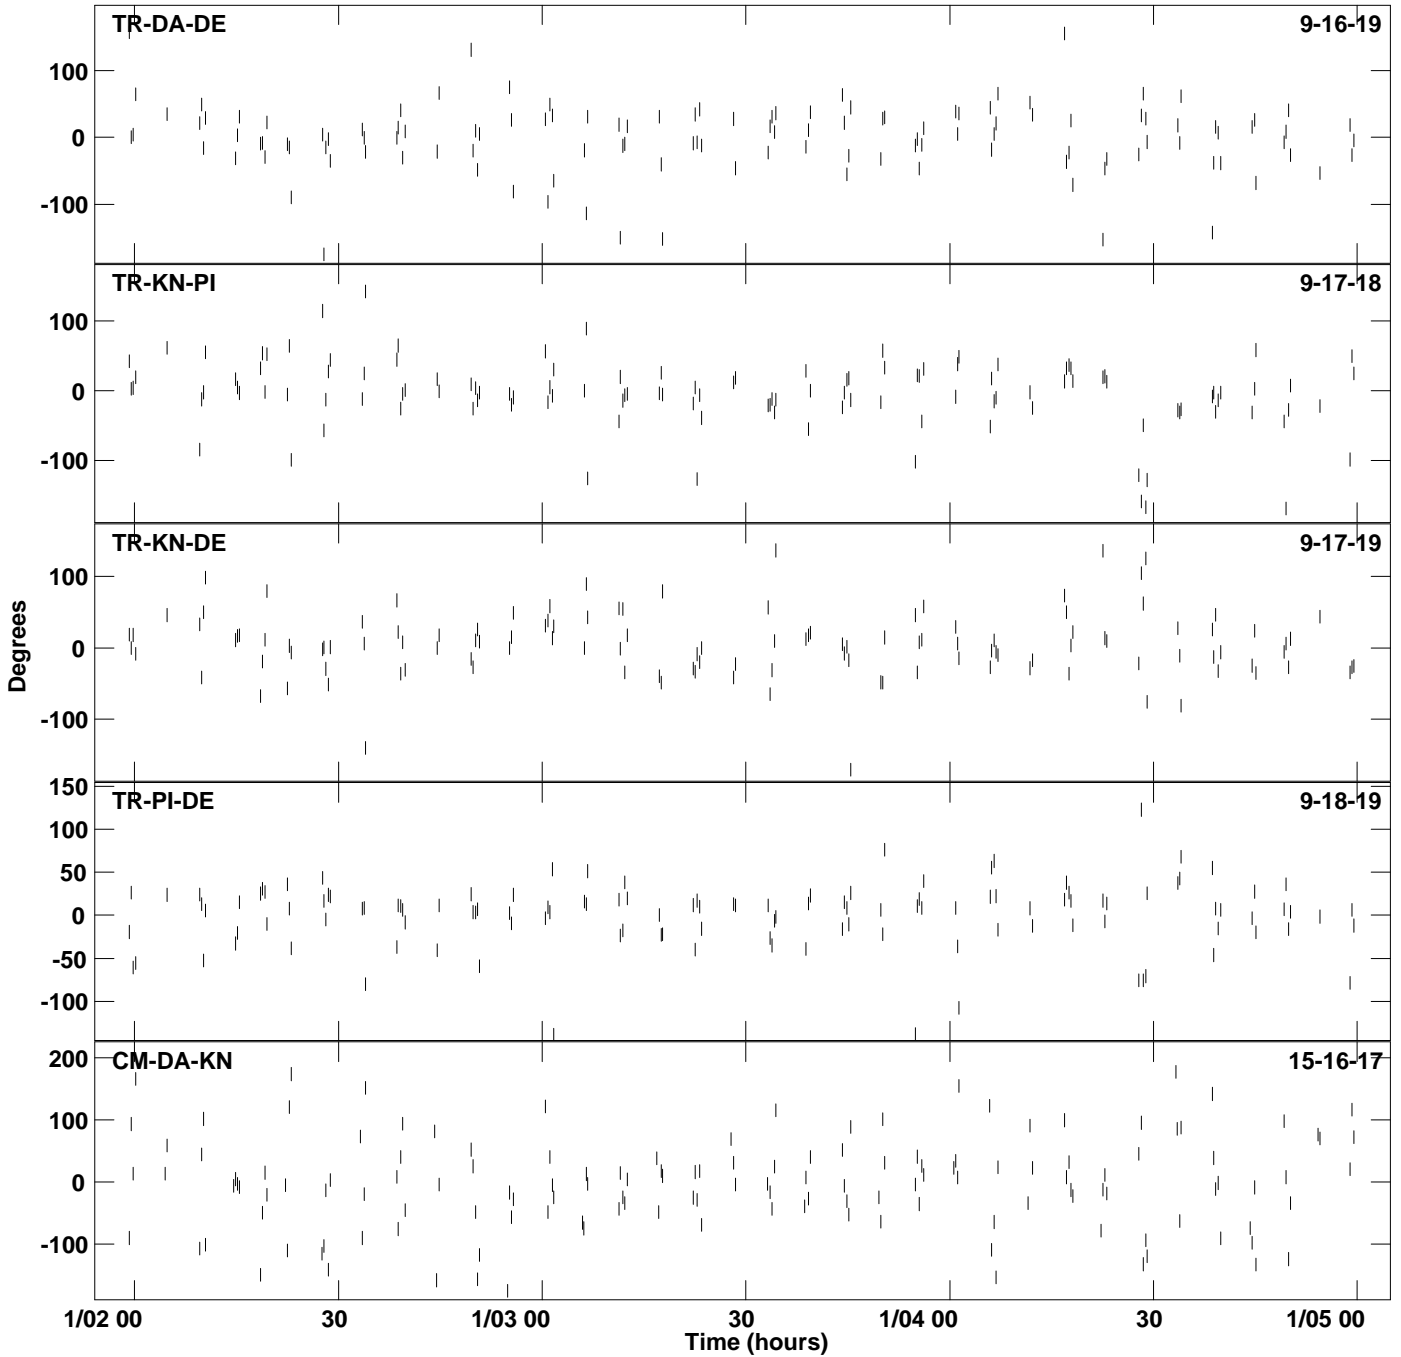 TR-DA-DE 9-16-19
100
0
-100
TR-KN-PI 9-17-18
100
0
-100
TR-KN-DE 9-17-19
100
0
-100
Degrees
150
TR-PI-DE 9-18-19
100
50
0
-50
-100
200
CM-DA-KN 15-16-17
100
0
-100
1/02 00 30 1/03 00 30 1/04 00 30 1/05 00
Time (hours)